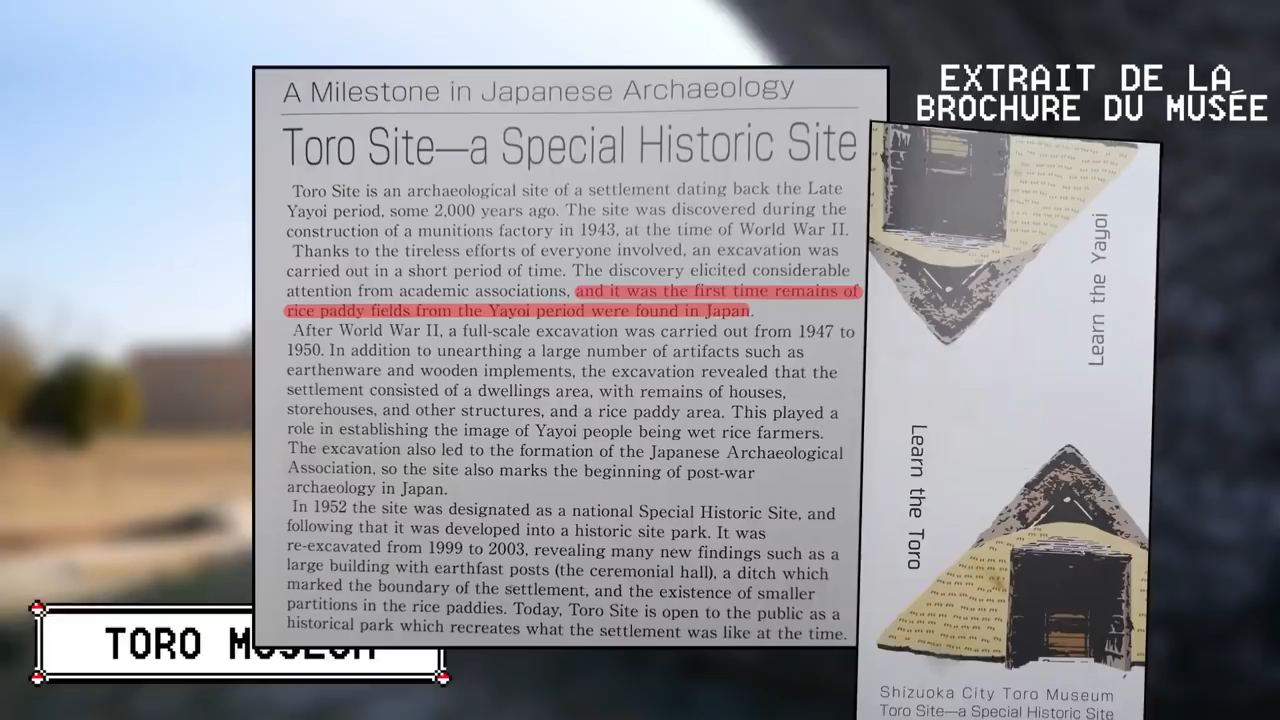 EXTRAIT DE LA
BROCHURE DU MUSÉE
A Milestone in Japanese Archaeology
Toro Site—a Special Historic Site
Toro Site is an archaeological site of a settlement dating back the Late
Yayoi period, some 2,000 years ago. The site was discovered during the
construction of a munitions factory in 1943, at the time of World War II.
Thanks to the tireless efforts of everyone involved, an excavation was
carried out in a short period of time. The discovery elicited considerable
attention from academic associations, and it was the first time remains of
rice paddy fields from the Yayoi period were found in Japan.
After World War II, a full-scale excavation was carried out from 1947 to
1950. In addition to unearthing a large number of artifacts such as
earthenware and wooden implements, the excavation revealed that the
settlement consisted of a dwellings area, with remains of houses,
storehouses, and other structures, and a rice paddy area. This played a
role in establishing the image of Yayoi people being wet rice farmers.
The excavation also led to the formation of the Japanese Archaeological
Association, so the site also marks the beginning of post-war
archaeology in Japan.
In 1952 the site was designated as a national Special Historic Site, and
following that it was developed into a historic site park. It was
re-excavated from 1999 to 2003, revealing many new findings such as a
large building with earthfast posts (the ceremonial hall), a ditch which
marked the boundary of the settlement, and the existence of smaller
partitions in the rice paddies. Today, Toro Site is open to the public as a
historical park which recreates what the settlement was like at the time.
Learn the Yayoi
Learn the Toro
Shizuoka City Toro Museum
Toro Site—a Special Historic Site
TORO MUSEUM